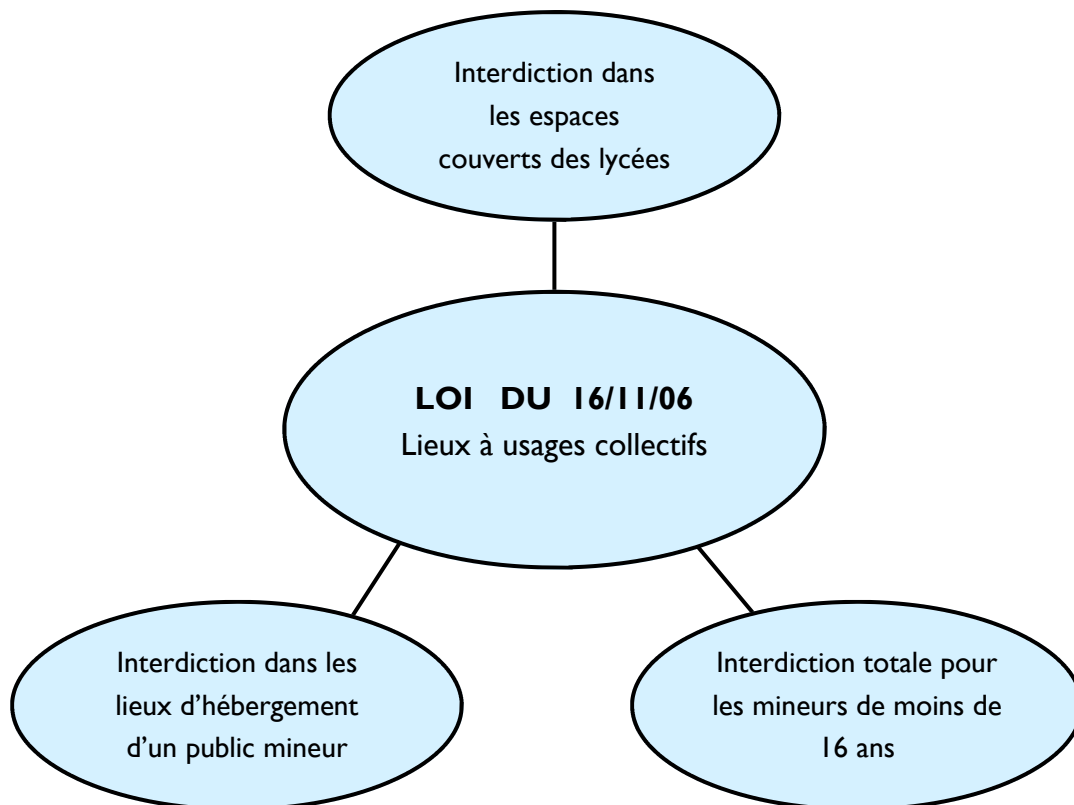 Interdiction dans
les espaces
couverts des lycées
LOI DU 16/11/06
Lieux à usages collectifs
Interdiction dans les
lieux d’hébergement
d’un public mineur
Interdiction totale pour
les mineurs de moins de
16 ans